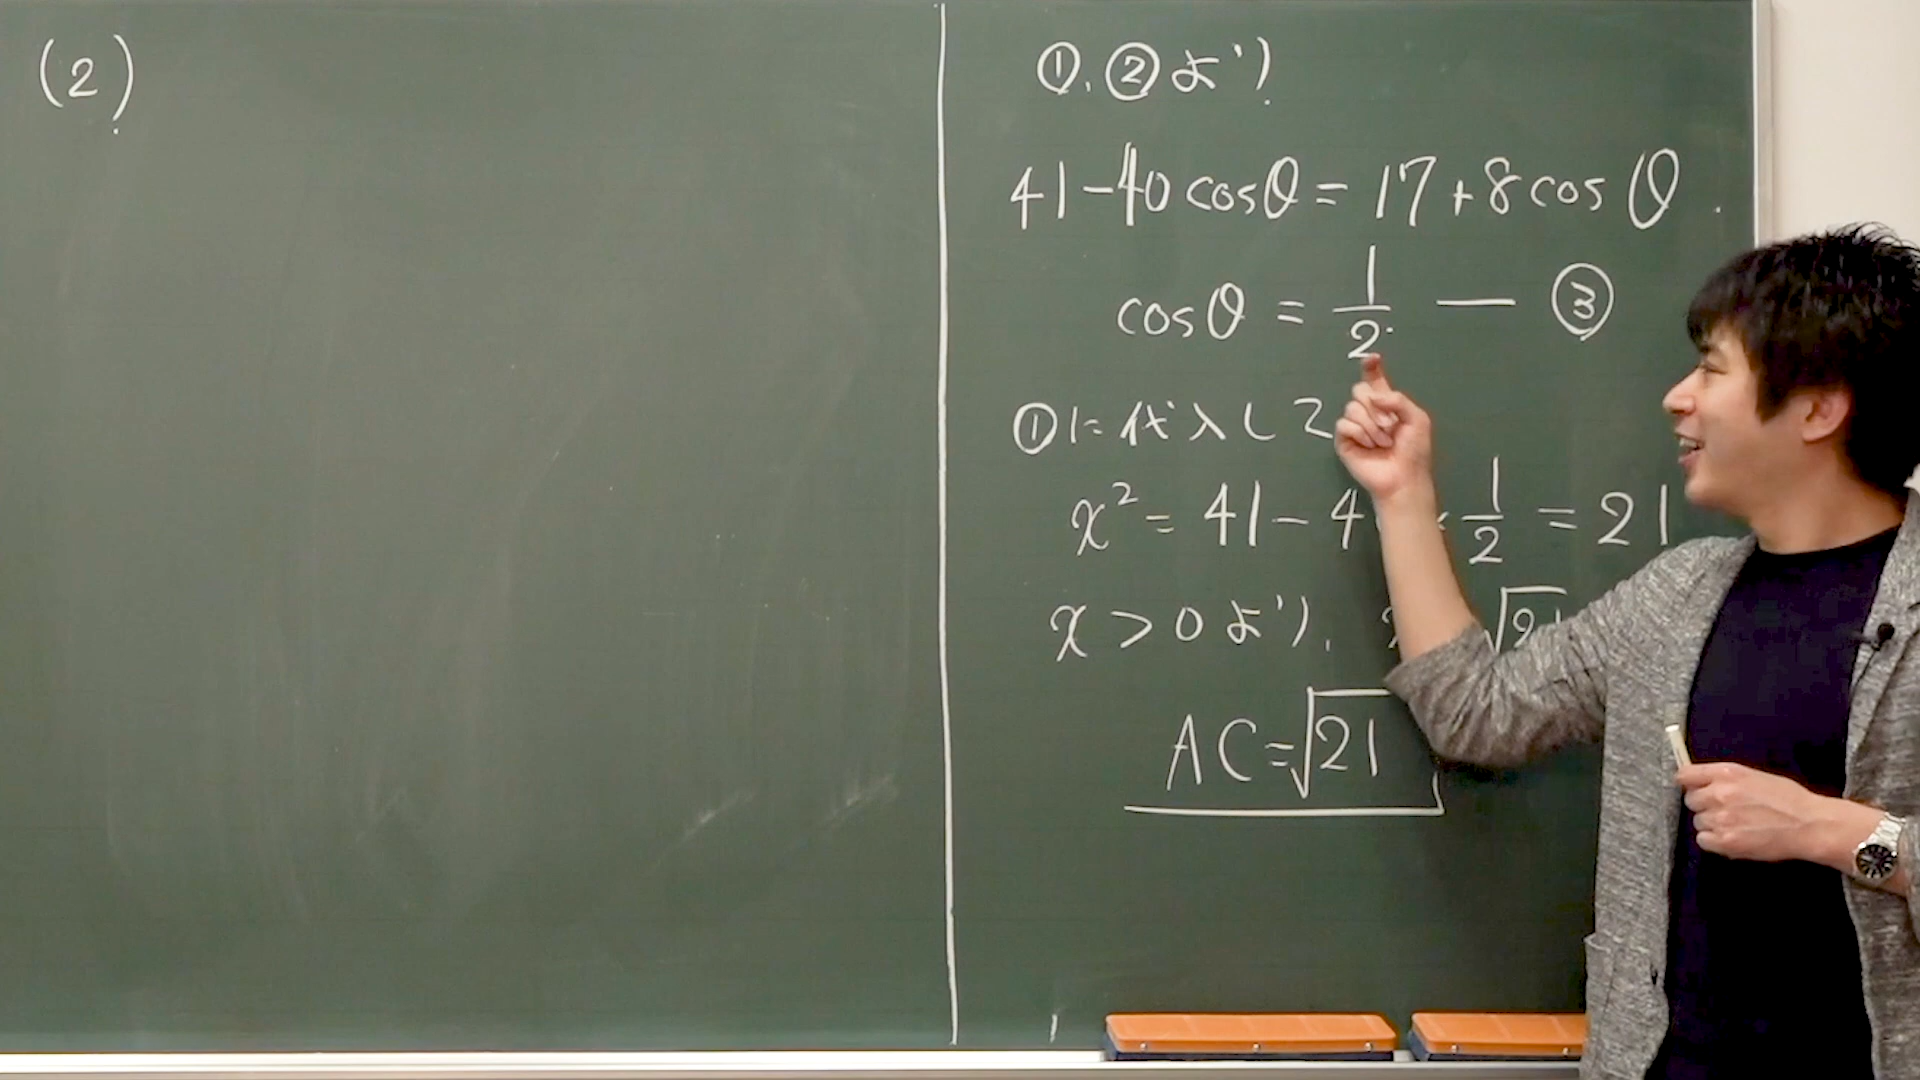 (2)
①, ②より
41-40cosθ = 17+8cosθ
cosθ = 1/2 — ③
①に代入して
x² = 41-4 × 1/2 = 21
x>0より, x √21
AC=√21